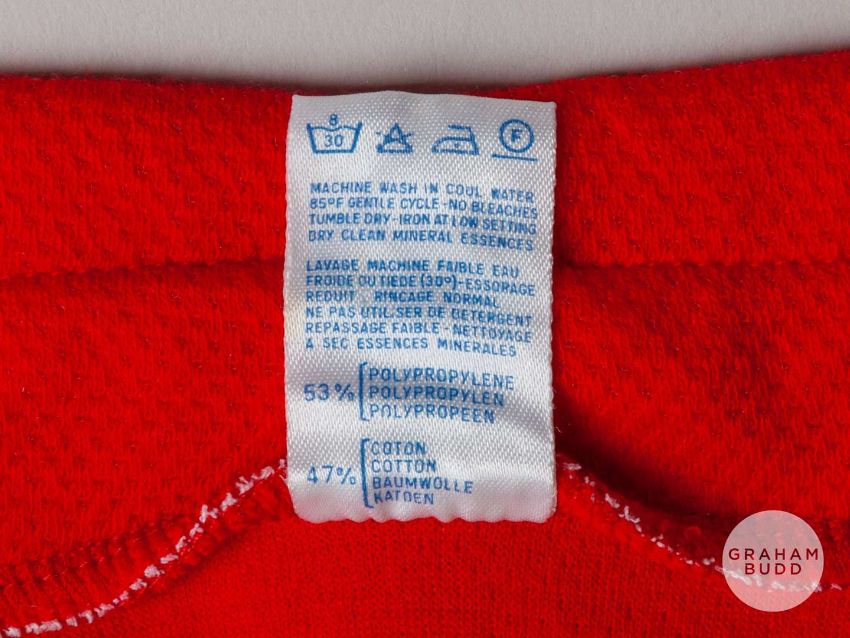 8
30
F
MACHINE WASH IN COOL WATER
85°F GENTLE CYCLE-NO BLEACHES
TUMBLE DRY-IRON AT LOW SETTING
DRY CLEAN MINERAL ESSENCES
LAVAGE MACHINE FAIBLE EAU
FROIDE OU TIEDE (30°)-ESSORAGE
REDUIT. RINCAGE NORMAL
NE PAS UTILISER DE DETERGENT
REPASSAGE FAIBLE - NETTOYAGE
A SEC ESSENCES MINERALES
53% POLYPROPYLENE
POLYPROPYLEN
POLYPROPEEN
47% COTON
COTTON
BAUMWOLLE
KATOEN
GRAHAM
BUDD